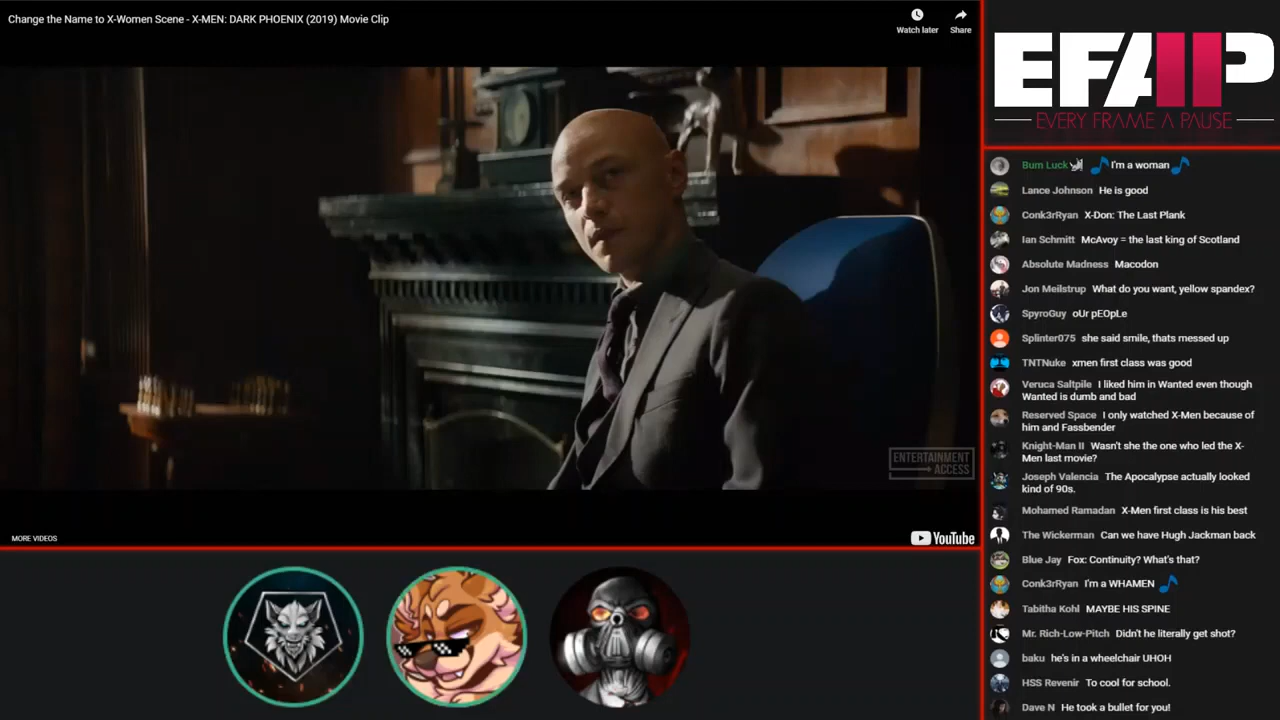 Change the Name to X-Women Scene - X-MEN: DARK PHOENIX (2019) Movie Clip
Watch later
Share
EFAP
EVERY FRAME A PAUSE
Bum Luck I'm a woman
Lance Johnson He is good
Conk3rRyan X-Don: The Last Plank
Ian Schmitt McAvoy = the last king of Scotland
Absolute Madness Macodon
Jon Meilstrup What do you want, yellow spandex?
SpyroGuy oUr pEOpLe
Splinter075 she said smile, thats messed up
TNTNuke xmen first class was good
Veruca Saltpile I liked him in Wanted even though
Wanted is dumb and bad
Reserved Space I only watched X-Men because of
him and Fassbender
Knight-Man II Wasn't she the one who led the X-
Men last movie?
Joseph Valencia The Apocalypse actually looked
kind of 90s.
Mohamed Ramadan X-Men first class is his best
The Wickerman Can we have Hugh Jackman back
Blue Jay Fox: Continuity? What's that?
Conk3rRyan I'm a WHAMEN
Tabitha Kohl MAYBE HIS SPINE
Mr. Rich-Low-Pitch Didn't he literally get shot?
baku he's in a wheelchair UHOH
HSS Revenir To cool for school.
Dave N He took a bullet for you!
ENTERTAINMENT
ACCESS
MORE VIDEOS
YouTube